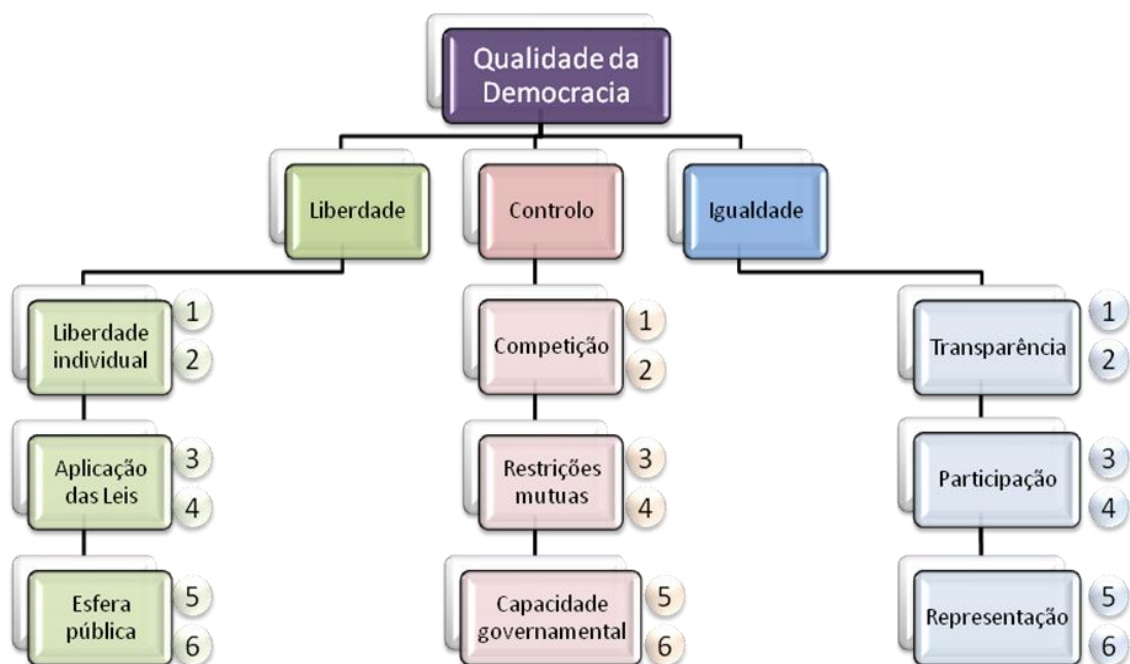 Qualidade da
Democracia
Liberdade
Controlo
Igualdade
Liberdade
individual
1
2
Competição
1
2
Transparência
1
2
Aplicação
das Leis
3
4
Restrições
mutuas
3
4
Participação
3
4
Esfera
pública
5
6
Capacidade
governamental
5
6
Representação
5
6